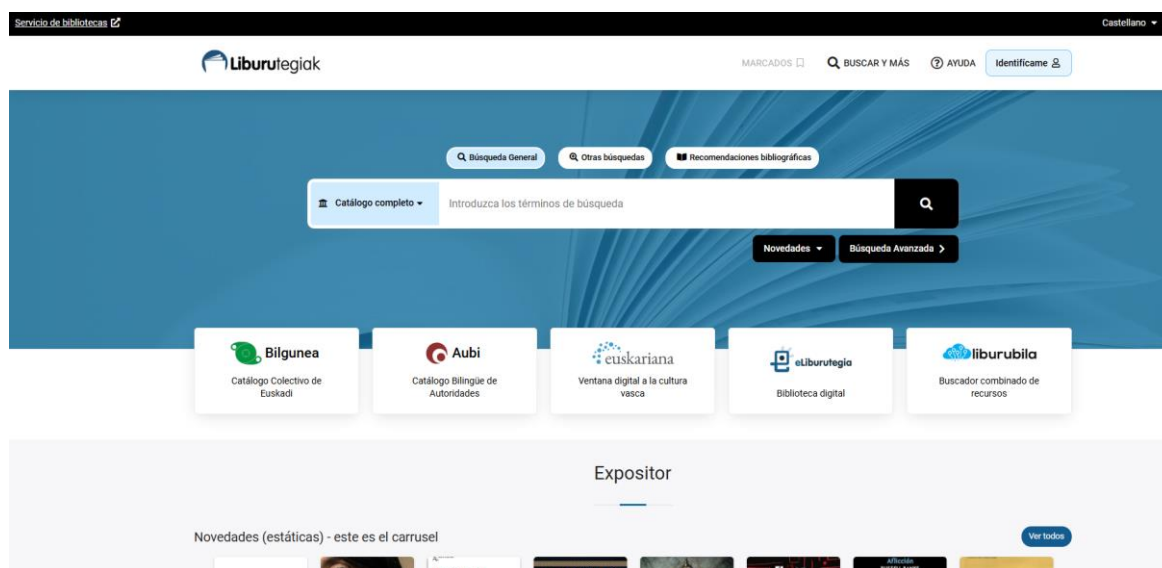 Servicio de bibliotecas
Castellano
Liburutegiak
MARCADOS
BUSCAR Y MÁS
AYUDA
Identifícame
Búsqueda General
Otras búsquedas
Recomendaciones bibliográficas
Catálogo completo
Introduzca los términos de búsqueda
Novedades
Búsqueda Avanzada
Bilgunea
Catálogo Colectivo de
Euskadi
Aubi
Catálogo Bilingüe de
Autoridades
euskariana
Ventana digital a la cultura
vasca
eLiburutegia
Biblioteca digital
liburubila
Buscador combinado de
recursos
Expositor
Novedades (estáticas) - este es el carrusel
Ver todos
Aflicción